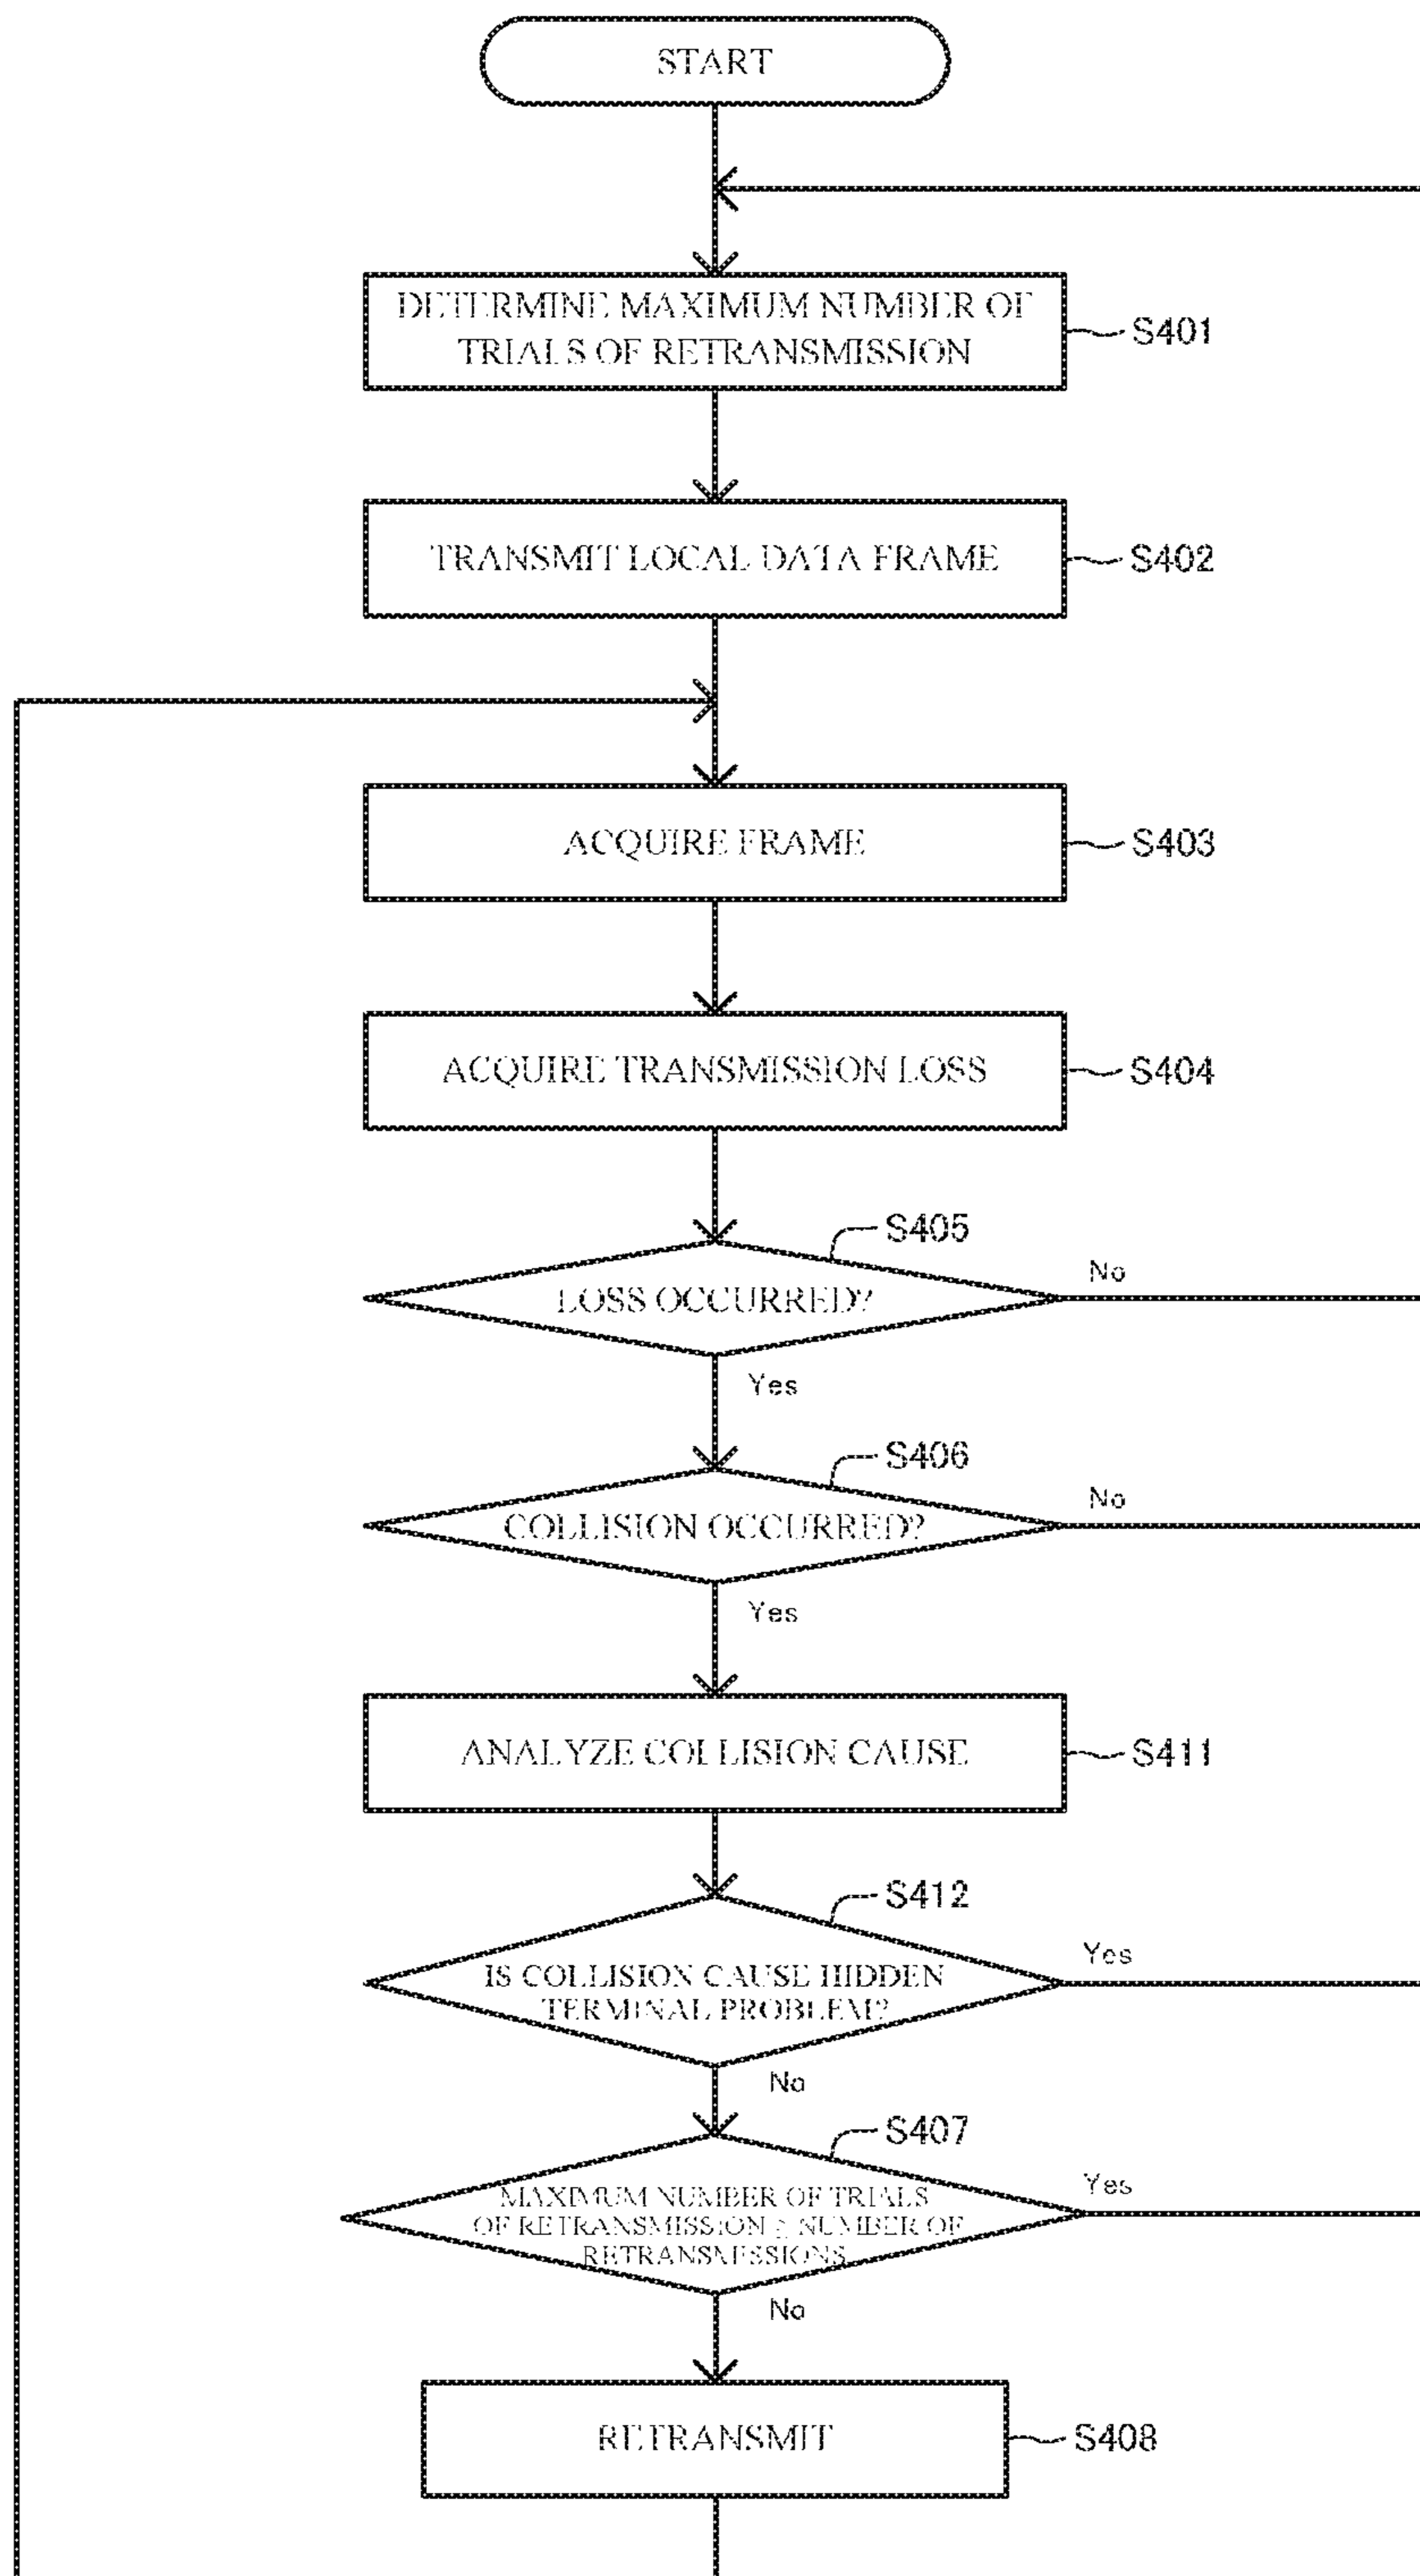 START
DETERMINE MAXIMUM NUMBER OF
TRIALS OF RETRANSMISSION
S401
TRANSMIT LOCAL DATA FRAME
S402
ACQUIRE FRAME
S403
ACQUIRE TRANSMISSION LOSS
S404
S405
LOSS OCCURRED?
No
Yes
S406
COLLISION OCCURRED?
No
Yes
ANALYZE COLLISION CAUSE
S411
S412
IS COLLISION CAUSE HIDDEN
TERMINAL PROBLEM?
Yes
No
S407
MAXIMUM NUMBER OF TRIALS
OF RETRANSMISSION NUMBER OF
RETRANSMISSIONS
Yes
No
RETRANSMIT
S408